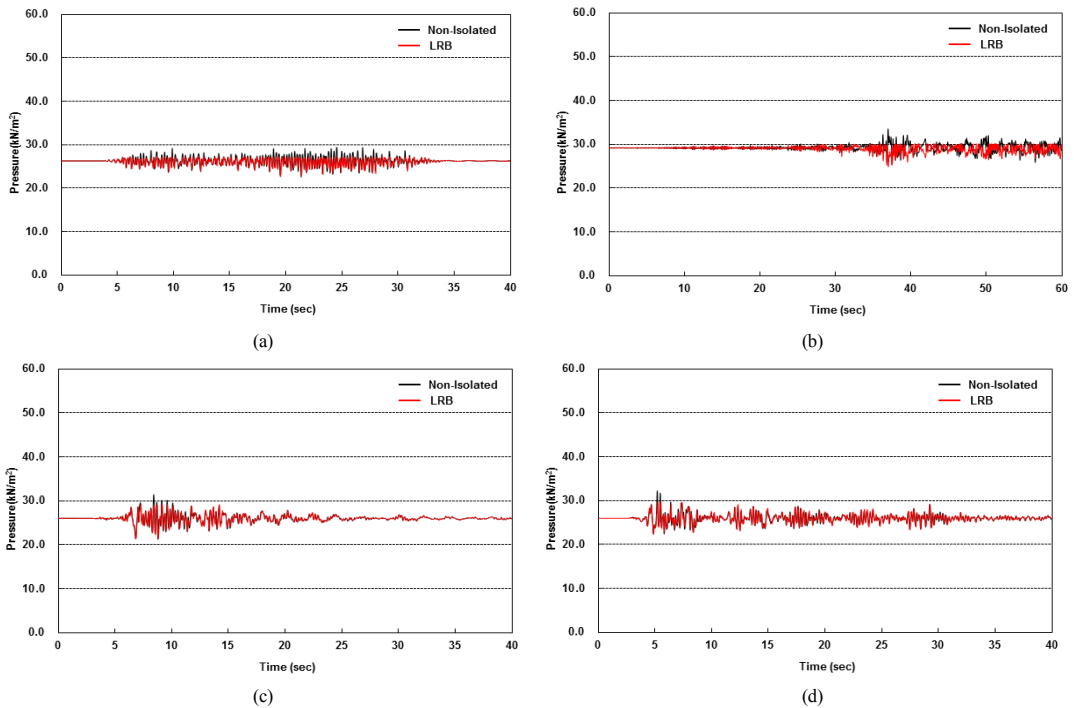 60.0
50.0
40.0
30.0
20.0
10.0
0.0
Pressure(kN/m²)
Non-Isolated
LRB
0 5 10 15 20 25 30 35 40
Time (sec)
(a)
60.0
50.0
40.0
30.0
20.0
10.0
0.0
Pressure(kN/m²)
Non-Isolated
LRB
0 10 20 30 40 50 60
Time (sec)
(b)
60.0
50.0
40.0
30.0
20.0
10.0
0.0
Pressure(kN/m²)
Non-Isolated
LRB
0 5 10 15 20 25 30 35 40
Time (sec)
(c)
60.0
50.0
40.0
30.0
20.0
10.0
0.0
Pressure(kN/m²)
Non-Isolated
LRB
0 5 10 15 20 25 30 35 40
Time (sec)
(d)